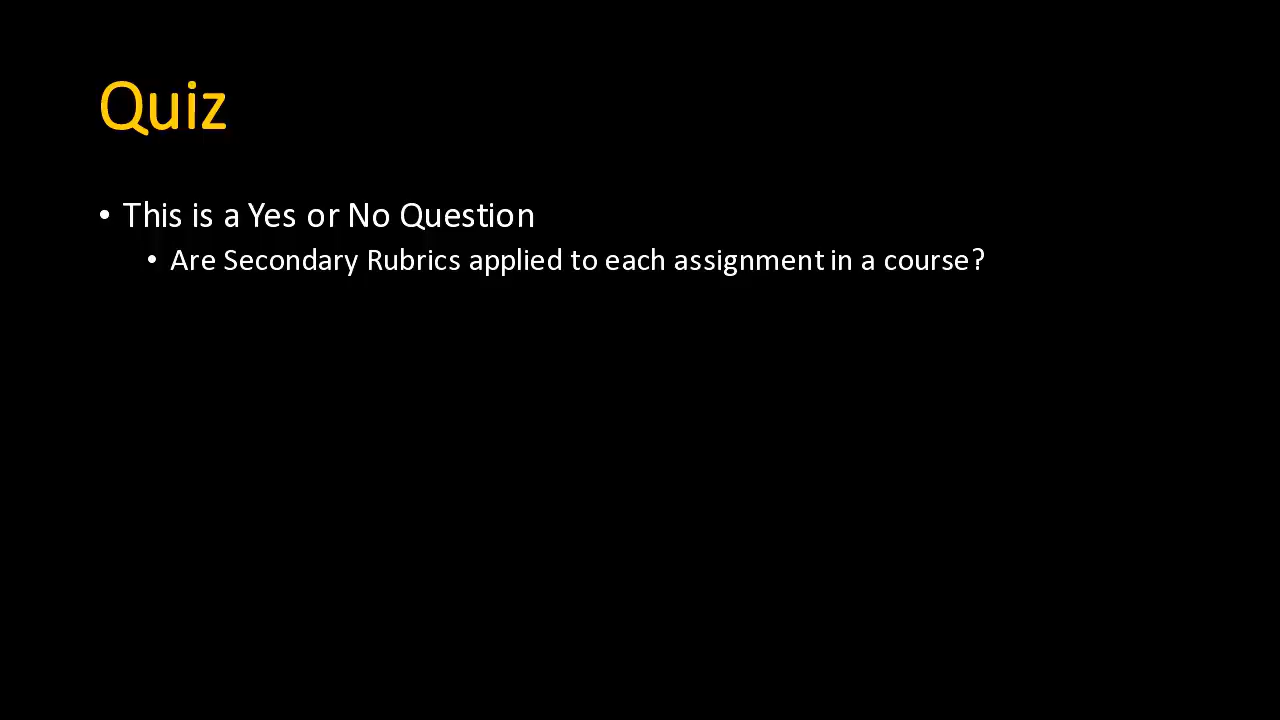 Quiz
• This is a Yes or No Question
• Are Secondary Rubrics applied to each assignment in a course?